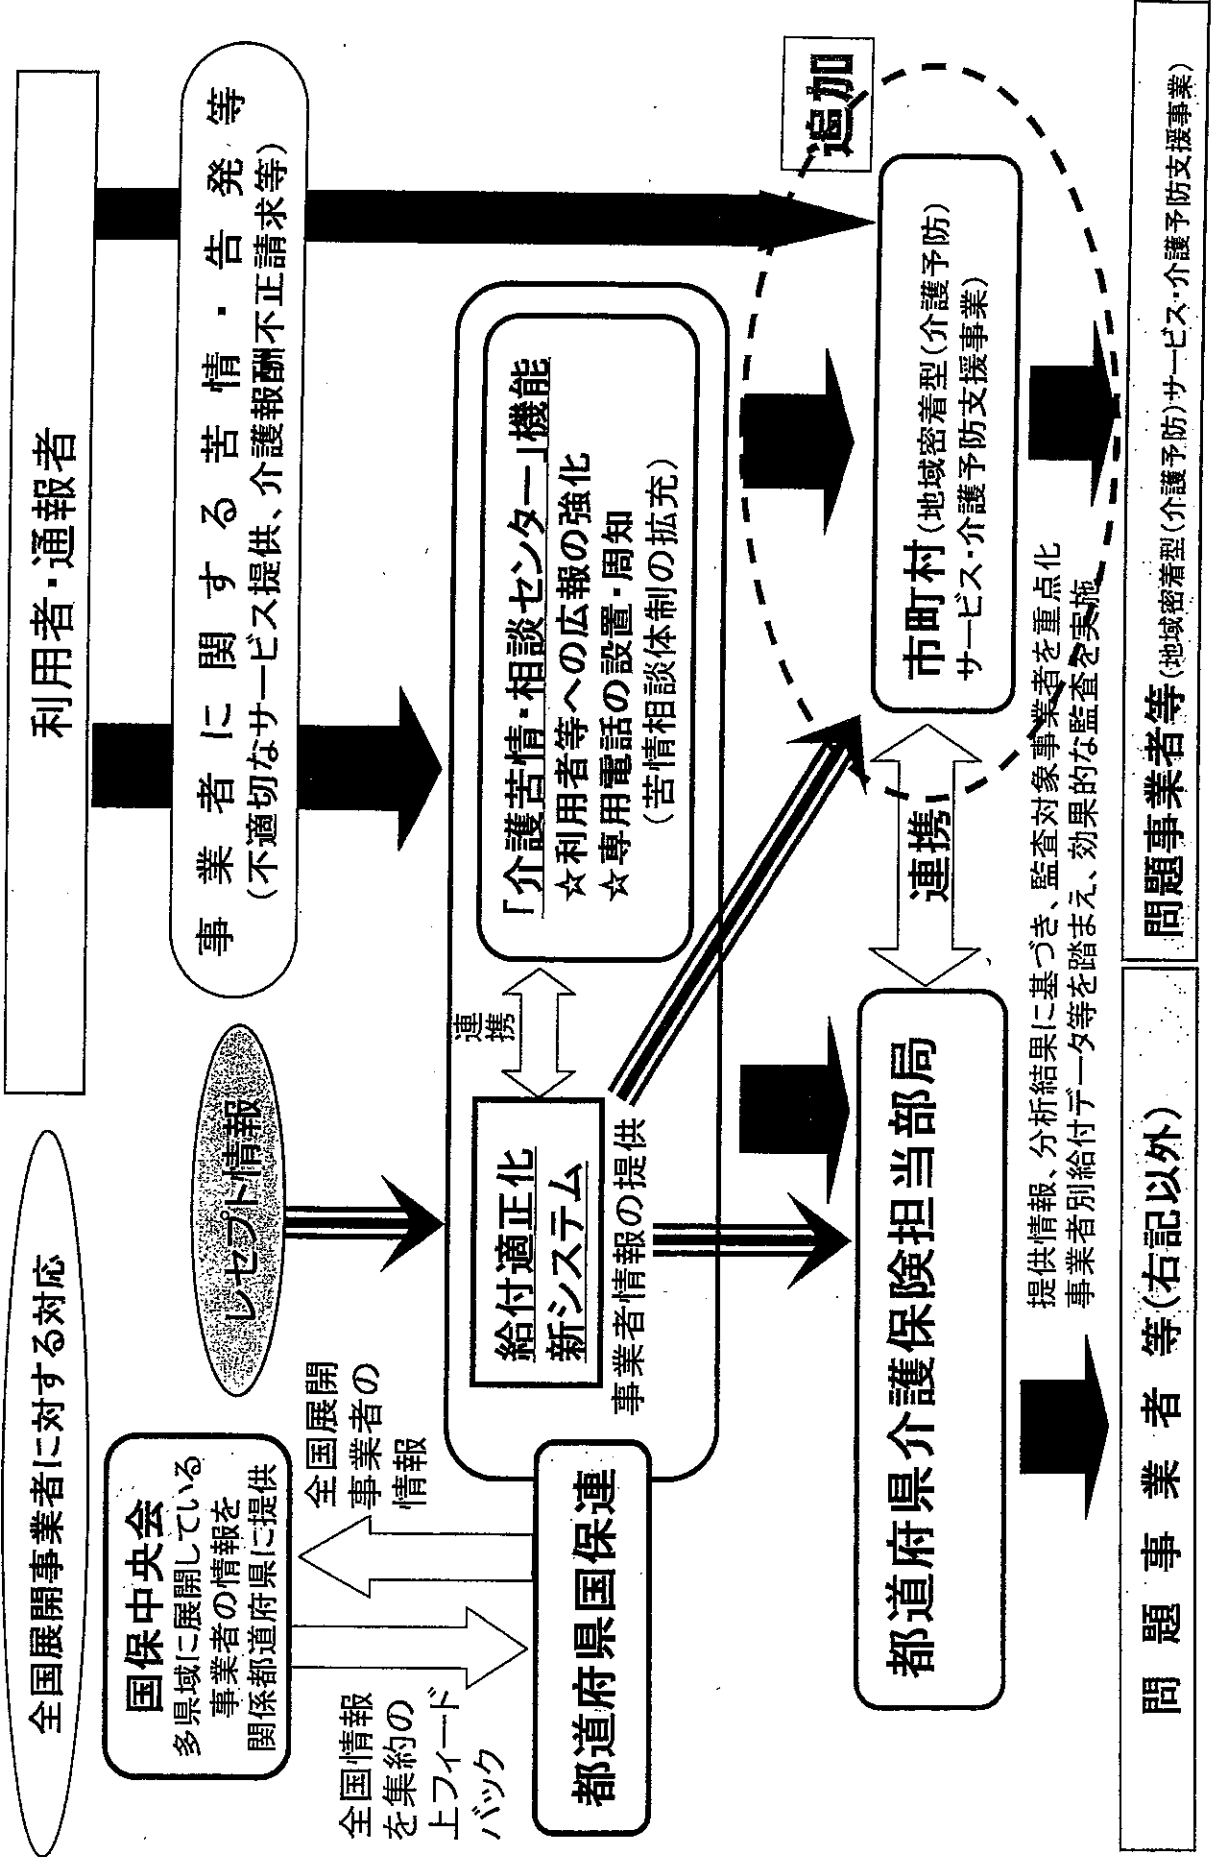 全国展開事業者に対する対応
利用者・通報者
国保中央会
多県域に展開している
事業者の情報を
関係都道府県に提供
レセプト情報
事業者に関する苦情・告発等
(不適切なサービス提供、介護報酬不正請求等)
全国情報
を集約の
上フィード
バック
全国展開
事業者の
情報
都道府県国保連
給付適正化
新システム
事業者情報の提供
連携
「介護苦情・相談センター」機能
☆利用者等への広報の強化
☆専用電話の設置・周知
(苦情相談体制の拡充)
追加
都道府県介護保険担当部局
連携
市町村(地域密着型(介護予防)
サービス・介護予防支援事業)
提供情報、分析結果に基づき、監査対象事業者を重点化
事業者別給付データ等を踏まえ、効果的な監査を実施
問題事業者等(右記以外)
問題事業者等(地域密着型(介護予防)サービス・介護予防支援事業)